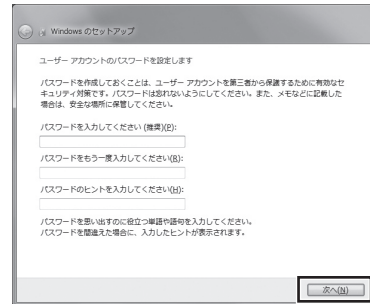 Windows のセットアップ
ユーザー アカウントのパスワードを設定します
パスワードを作成しておくことは、ユーザー アカウントを第三者から保護するために有効なセ
キュリティ対策です。パスワードは忘れないようにしてください。また、メモなどに記載した
場合は、安全な場所に保管してください。
パスワードを入力してください (推奨)(P):
パスワードをもう一度入力してください(R):
パスワードのヒントを入力してください(H):
パスワードを思い出すのに役立つ単語や語句を入力してください。
パスワードを間違えた場合に、入力したヒントが表示されます。
次へ(N)